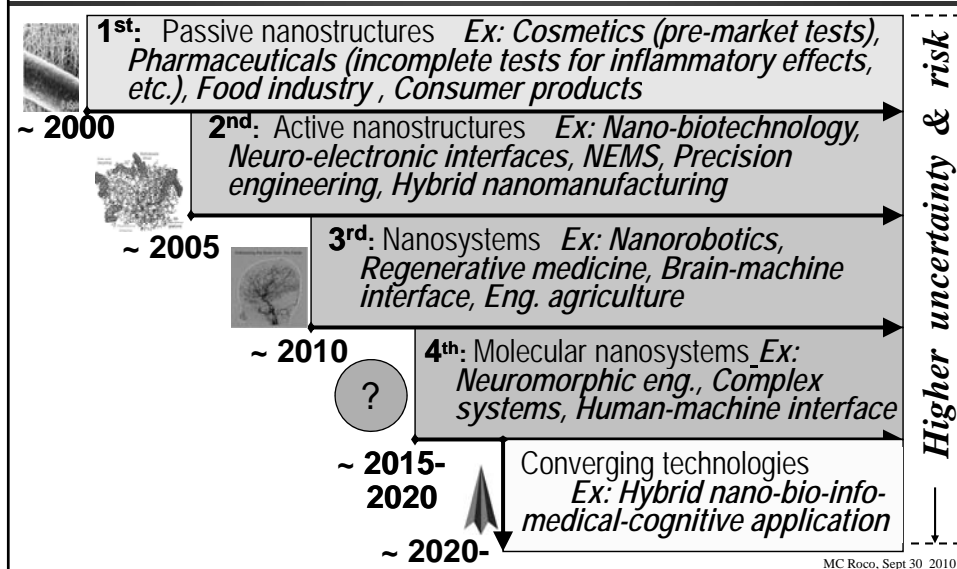 1st: Passive nanostructures Ex: Cosmetics (pre-market tests),
Pharmaceuticals (incomplete tests for inflammatory effects,
etc.), Food industry , Consumer products
~ 2000
2nd: Active nanostructures Ex: Nano-biotechnology,
Neuro-electronic interfaces, NEMS, Precision
engineering, Hybrid nanomanufacturing
~ 2005
3rd: Nanosystems Ex: Nanorobotics,
Regenerative medicine, Brain-machine
interface, Eng. agriculture
~ 2010
4th: Molecular nanosystems Ex:
Neuromorphic eng., Complex
systems, Human-machine interface
?
~ 2015-
2020
Converging technologies
Ex: Hybrid nano-bio-info-
medical-cognitive application
~ 2020-
Higher uncertainty & risk
MC Roco, Sept 30 2010